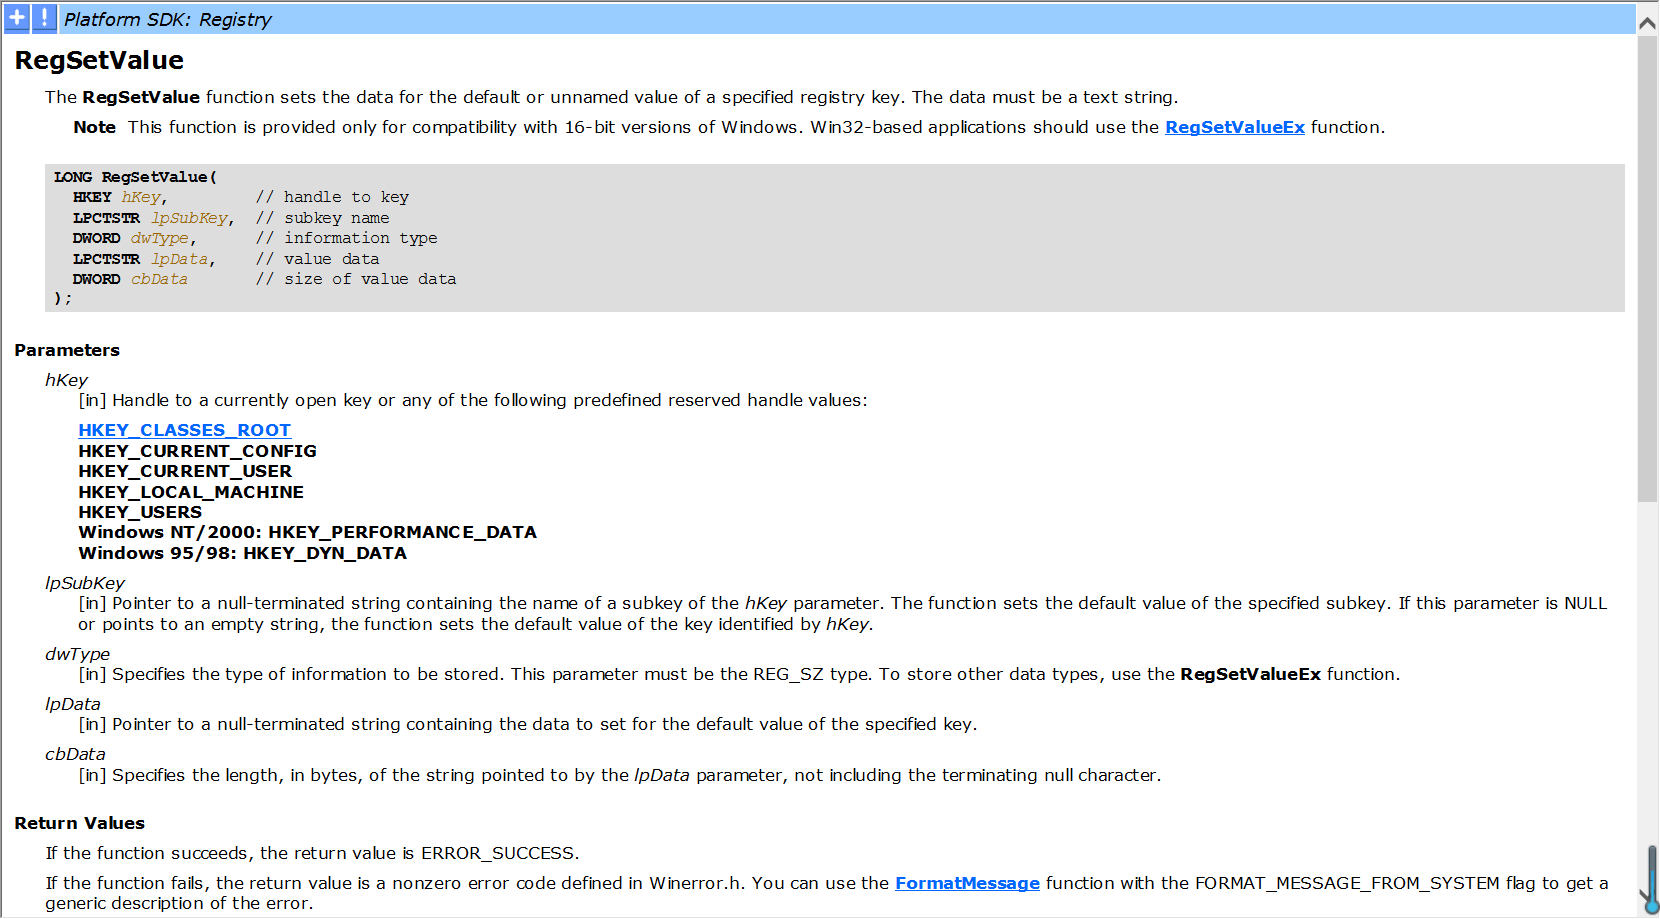 Platform SDK: Registry
RegSetValue
The RegSetValue function sets the data for the default or unnamed value of a specified registry key. The data must be a text string.
Note  This function is provided only for compatibility with 16-bit versions of Windows. Win32-based applications should use the RegSetValueEx function.
LONG RegSetValue(
  HKEY hKey,         // handle to key
  LPCTSTR lpSubKey,  // subkey name
  DWORD dwType,      // information type
  LPCTSTR lpData,    // value data
  DWORD cbData       // size of value data
);
Parameters
hKey
[in] Handle to a currently open key or any of the following predefined reserved handle values:
HKEY_CLASSES_ROOT
HKEY_CURRENT_CONFIG
HKEY_CURRENT_USER
HKEY_LOCAL_MACHINE
HKEY_USERS
Windows NT/2000: HKEY_PERFORMANCE_DATA
Windows 95/98: HKEY_DYN_DATA
lpSubKey
[in] Pointer to a null-terminated string containing the name of a subkey of the hKey parameter. The function sets the default value of the specified subkey. If this parameter is NULL
or points to an empty string, the function sets the default value of the key identified by hKey.
dwType
[in] Specifies the type of information to be stored. This parameter must be the REG_SZ type. To store other data types, use the RegSetValueEx function.
lpData
[in] Pointer to a null-terminated string containing the data to set for the default value of the specified key.
cbData
[in] Specifies the length, in bytes, of the string pointed to by the lpData parameter, not including the terminating null character.
Return Values
If the function succeeds, the return value is ERROR_SUCCESS.
If the function fails, the return value is a nonzero error code defined in Winerror.h. You can use the FormatMessage function with the FORMAT_MESSAGE_FROM_SYSTEM flag to get a
generic description of the error.